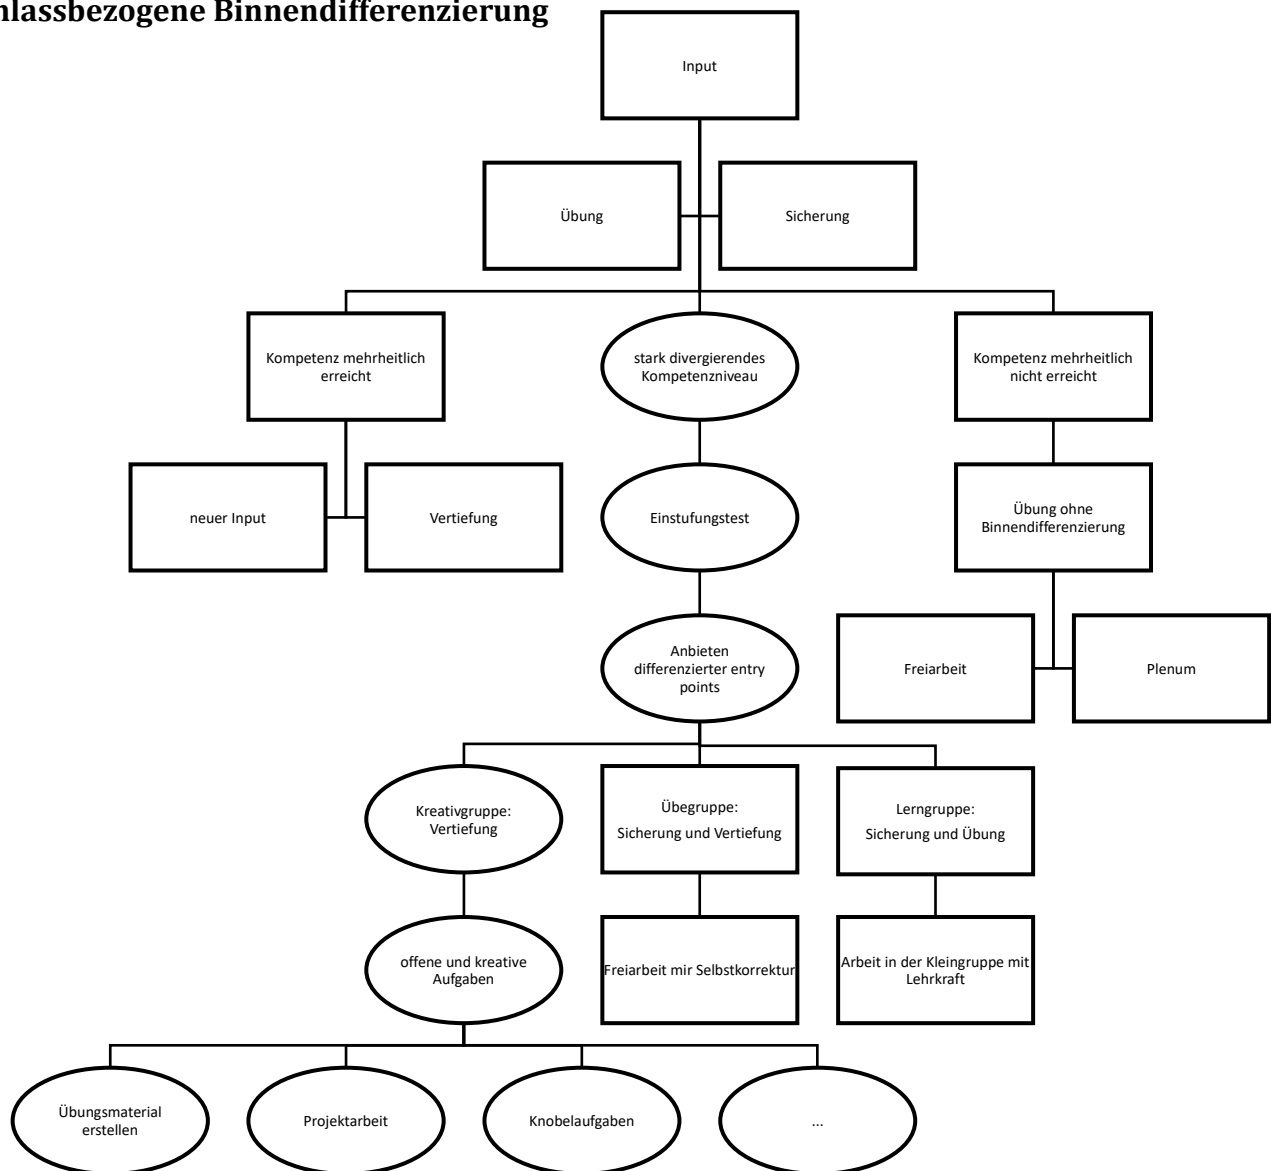 nlassbezogene Binnendifferenzierung
Input
Übung
Sicherung
Kompetenz mehrheitlich
erreicht
stark divergierendes
Kompetenzniveau
Kompetenz mehrheitlich
nicht erreicht
neuer Input
Vertiefung
Einstufungstest
Übung ohne
Binnendifferenzierung
Anbieten
differenzierter entry
points
Freiarbeit
Plenum
Kreativgruppe:
Vertiefung
Übegruppe:
Sicherung und Vertiefung
Lerngruppe:
Sicherung und Übung
offene und kreative
Aufgaben
Freiarbeit mir Selbstkorrektur
Arbeit in der Kleingruppe mit
Lehrkraft
Übungsmaterial
erstellen
Projektarbeit
Knobelaufgaben
...